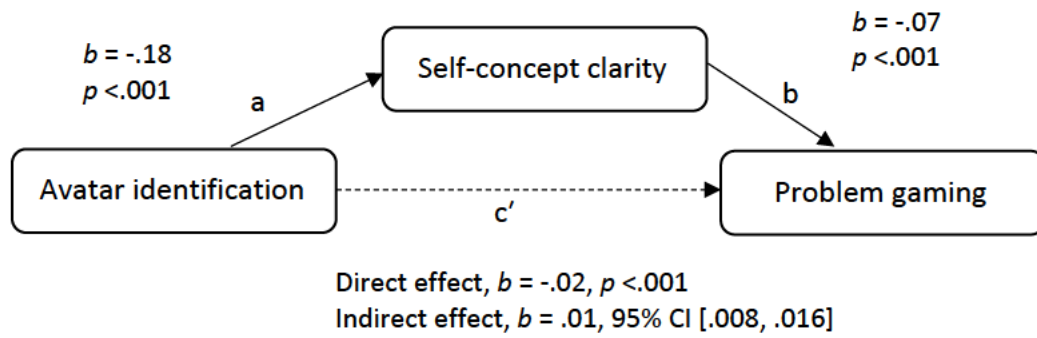 b = -.18
p <.001
a
Self-concept clarity
b = -.07
p <.001
b
Avatar identification
c′
Problem gaming
Direct effect, b = -.02, p <.001
Indirect effect, b = .01, 95% CI [.008, .016]